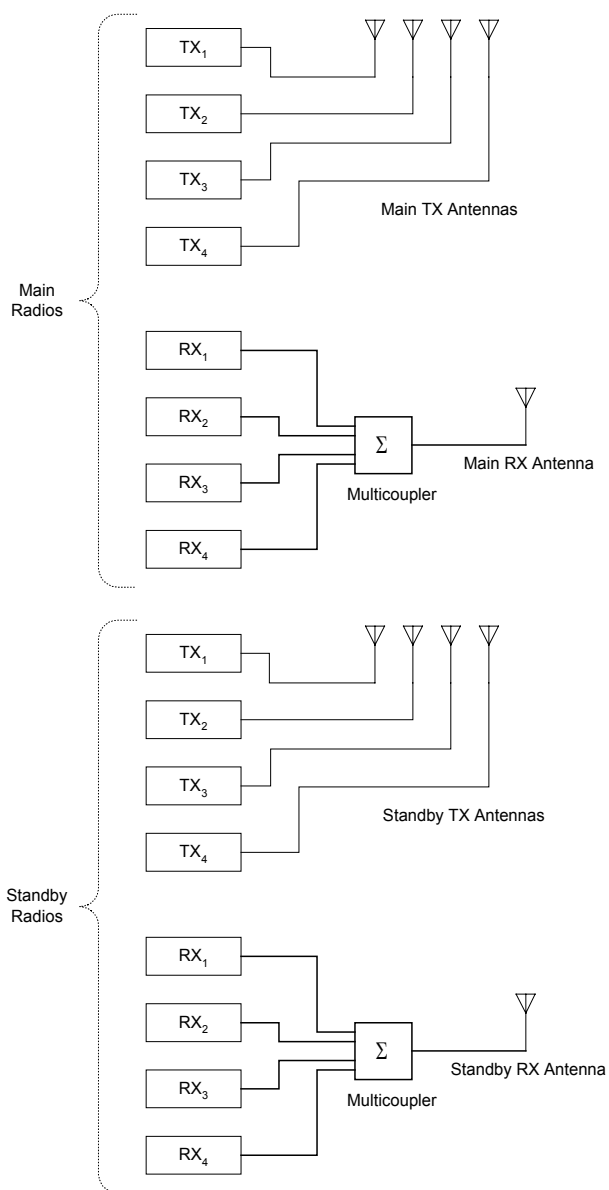 TX₁
TX₂
TX₃
Main TX Antennas
TX₄
Main
Radios
RX₁
RX₂
Σ
Main RX Antenna
RX₃
Multicoupler
RX₄
TX₁
TX₂
TX₃
Standby TX Antennas
TX₄
Standby
Radios
RX₁
RX₂
Σ
Standby RX Antenna
RX₃
Multicoupler
RX₄